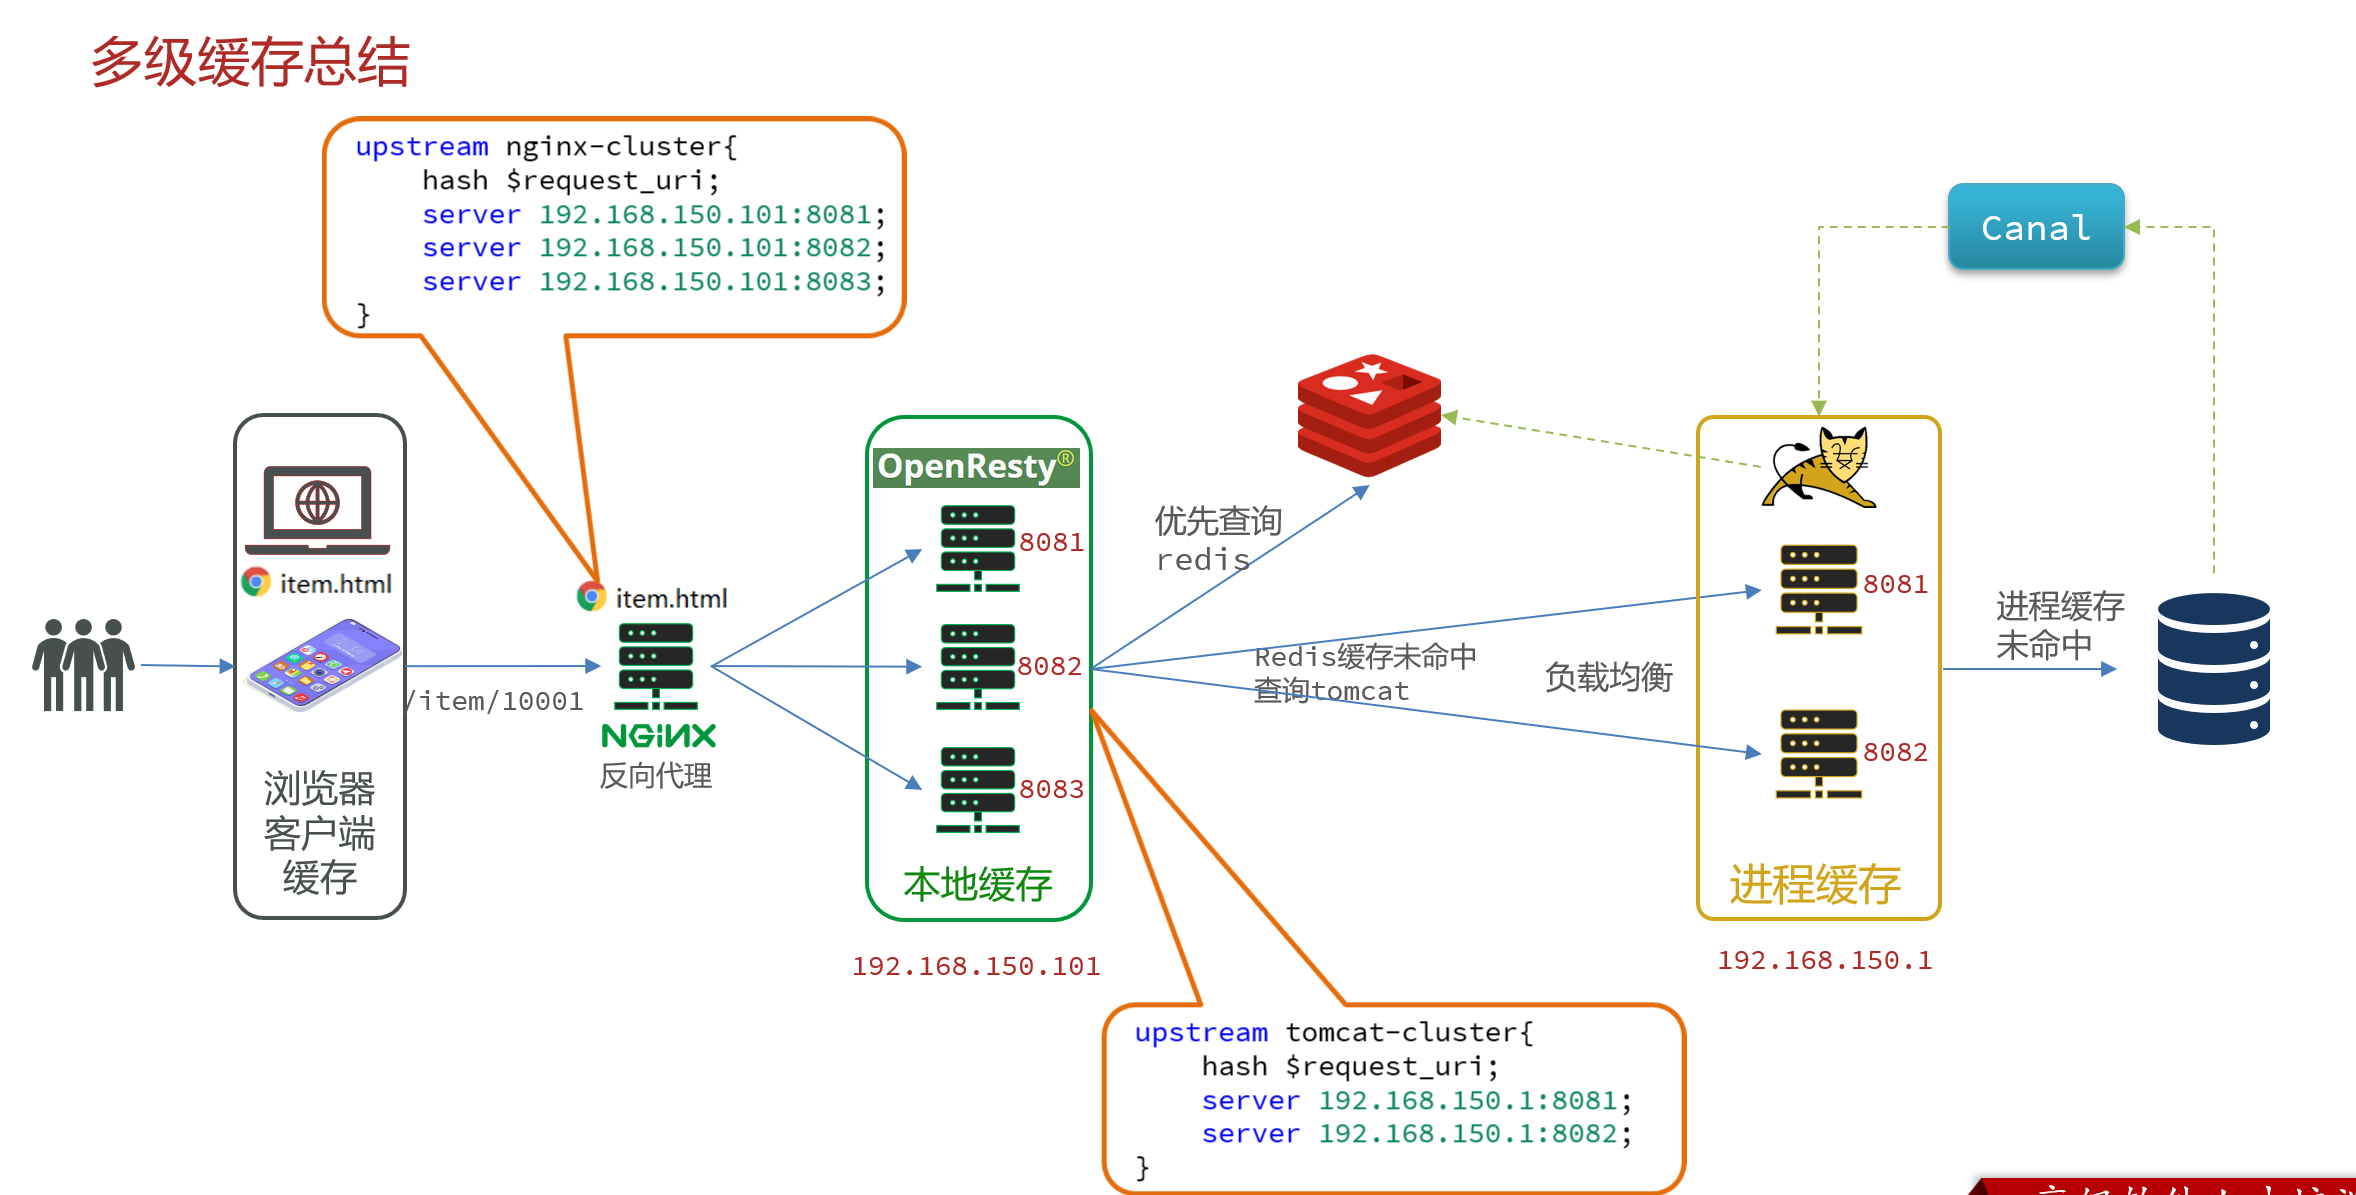 多级缓存总结
upstream nginx-cluster{
hash $request_uri;
server 192.168.150.101:8081;
server 192.168.150.101:8082;
server 192.168.150.101:8083;
}
Canal
item.html
浏览器
客户端
缓存
/item/10001
item.html
NGINX
反向代理
OpenResty®
8081
8082
8083
本地缓存
192.168.150.101
优先查询
redis
Redis缓存未命中
查询tomcat
负载均衡
8081
8082
进程缓存
192.168.150.1
进程缓存
未命中
upstream tomcat-cluster{
hash $request_uri;
server 192.168.150.1:8081;
server 192.168.150.1:8082;
}